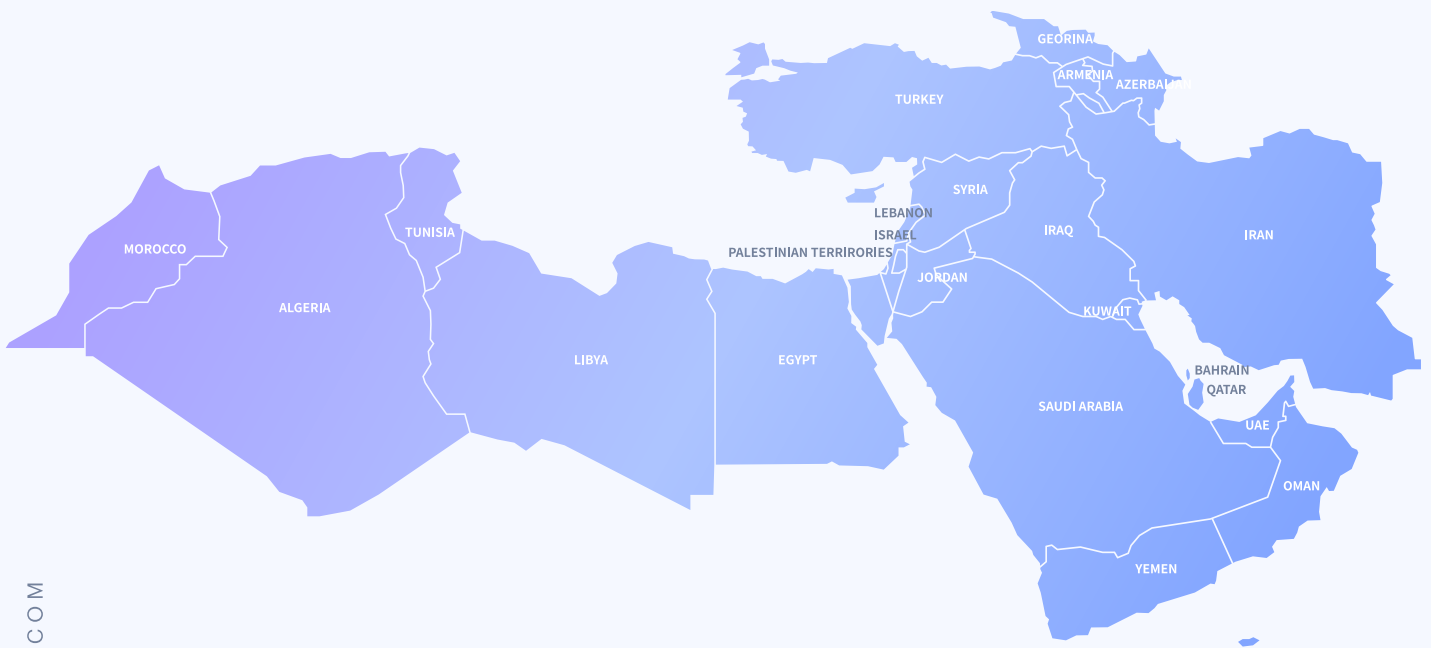 GEORINA
ARMENIA
AZERBAIJAN
TURKEY
SYRIA
LEBANON
ISRAEL
PALESTINIAN TERRIRORIES
IRAQ
IRAN
MOROCCO
TUNISIA
ALGERIA
JORDAN
KUWAIT
LIBYA
EGYPT
BAHRAIN
QATAR
SAUDI ARABIA
UAE
OMAN
YEMEN
COM